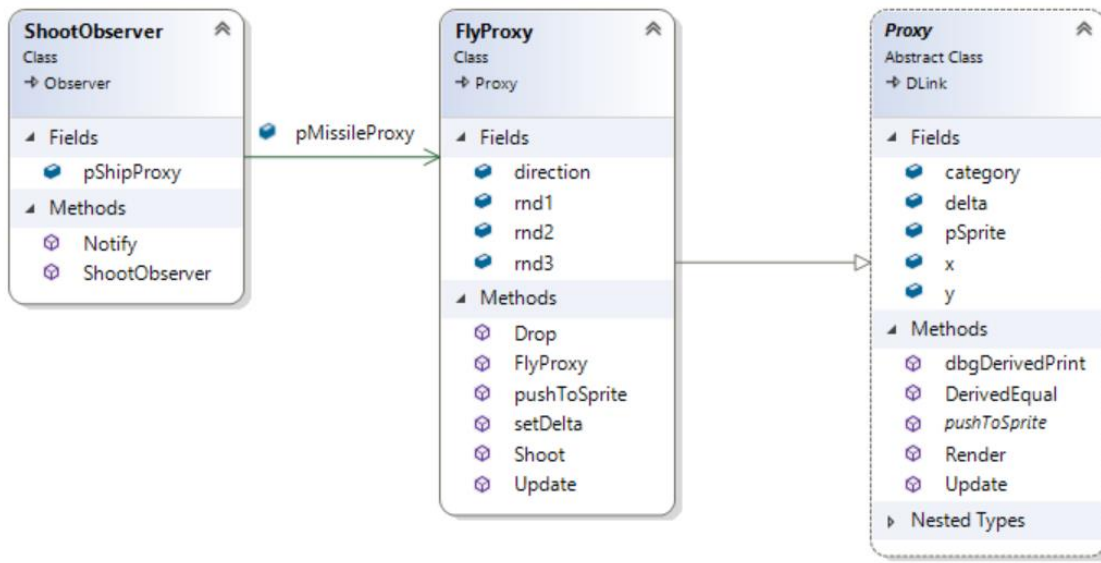 ShootObserver
Class
Observer
Fields
pShipProxy
Methods
Notify
ShootObserver
pMissileProxy
FlyProxy
Class
Proxy
Fields
direction
rnd1
rnd2
rnd3
Methods
Drop
FlyProxy
pushToSprite
setDelta
Shoot
Update
Proxy
Abstract Class
DLink
Fields
category
delta
pSprite
x
y
Methods
dbgDerivedPrint
DerivedEqual
pushToSprite
Render
Update
Nested Types